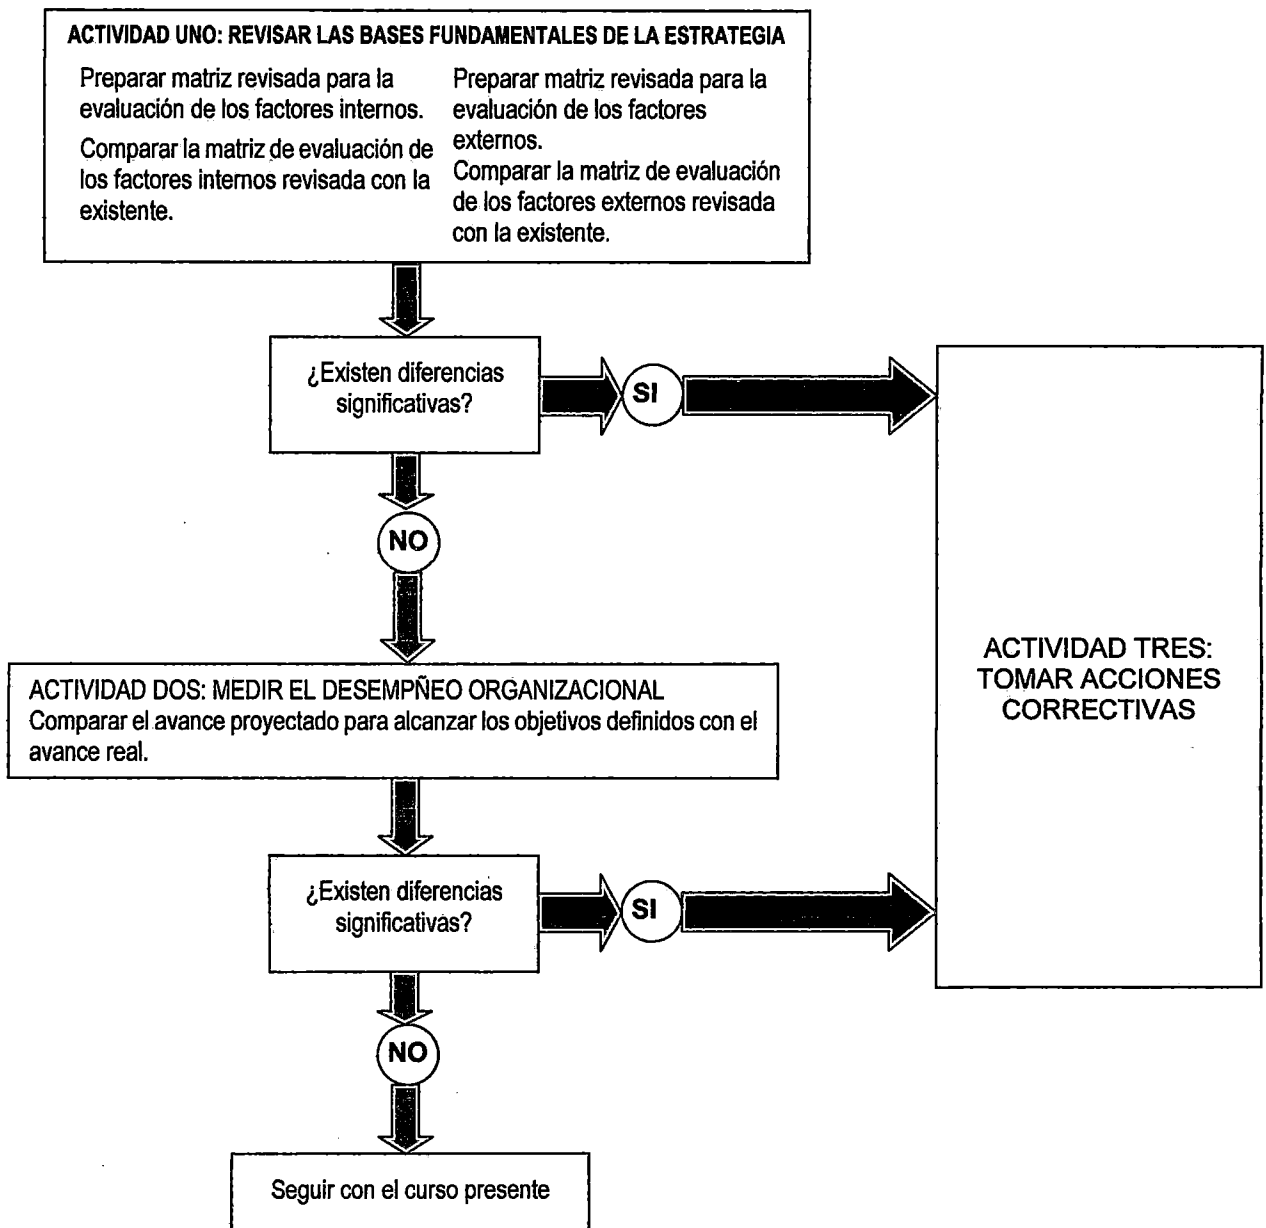 ACTIVIDAD UNO: REVISAR LAS BASES FUNDAMENTALES DE LA ESTRATEGIA
Preparar matriz revisada para la
evaluación de los factores internos.
Comparar la matriz de evaluación de
los factores internos revisada con la
existente.
Preparar matriz revisada para la
evaluación de los factores
externos.
Comparar la matriz de evaluación
de los factores externos revisada
con la existente.
¿Existen diferencias
significativas?
SI
NO
ACTIVIDAD TRES:
TOMAR ACCIONES
CORRECTIVAS
ACTIVIDAD DOS: MEDIR EL DESEMPÑEO ORGANIZACIONAL
Comparar el avance proyectado para alcanzar los objetivos definidos con el
avance real.
¿Existen diferencias
significativas?
SI
NO
Seguir con el curso presente